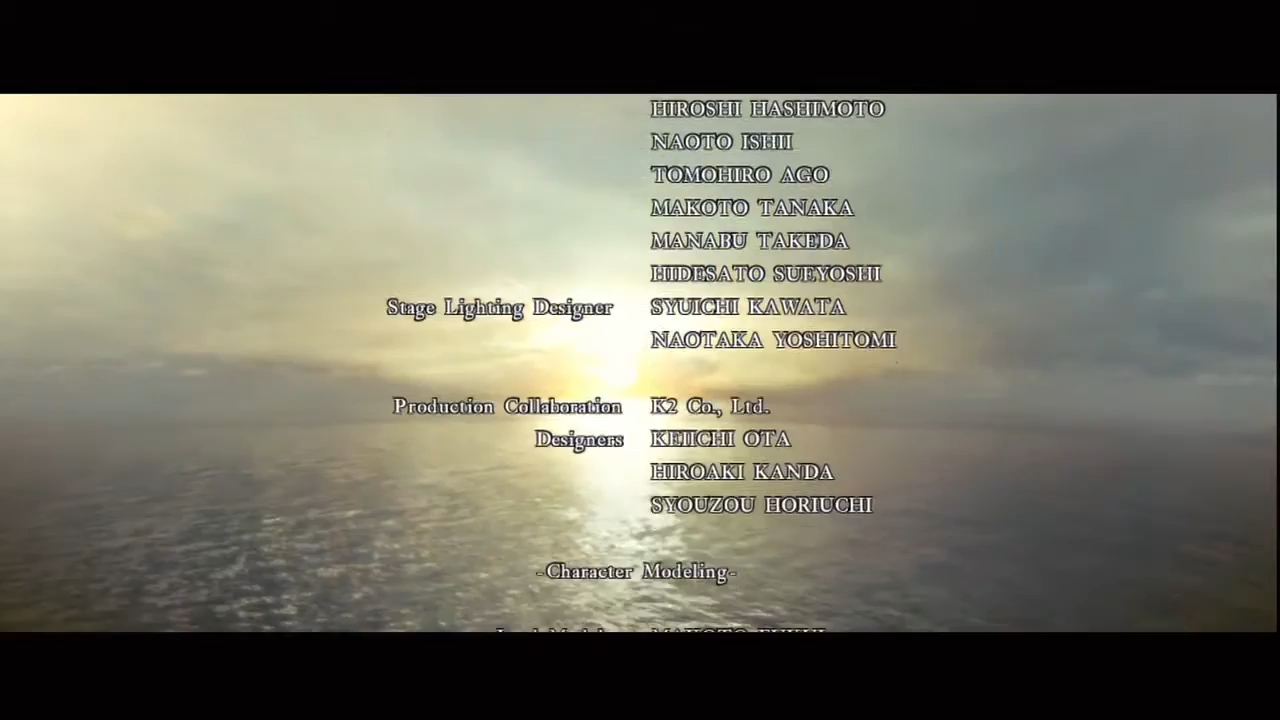 HIROSHI HASHIMOTO
NAOTO ISHII
TOMOHIRO AGO
MAKOTO TANAKA
MANABU TAKEDA
HIDESATO SUEYOSHI
Stage Lighting Designer SYUICHI KAWATA
NAOTAKA YOSHITOMI
Production Collaboration K2 Co., Ltd.
Designers KEIICHI OTA
HIROAKI KANDA
SYOUZOU HORIUCHI
-Character Modeling-